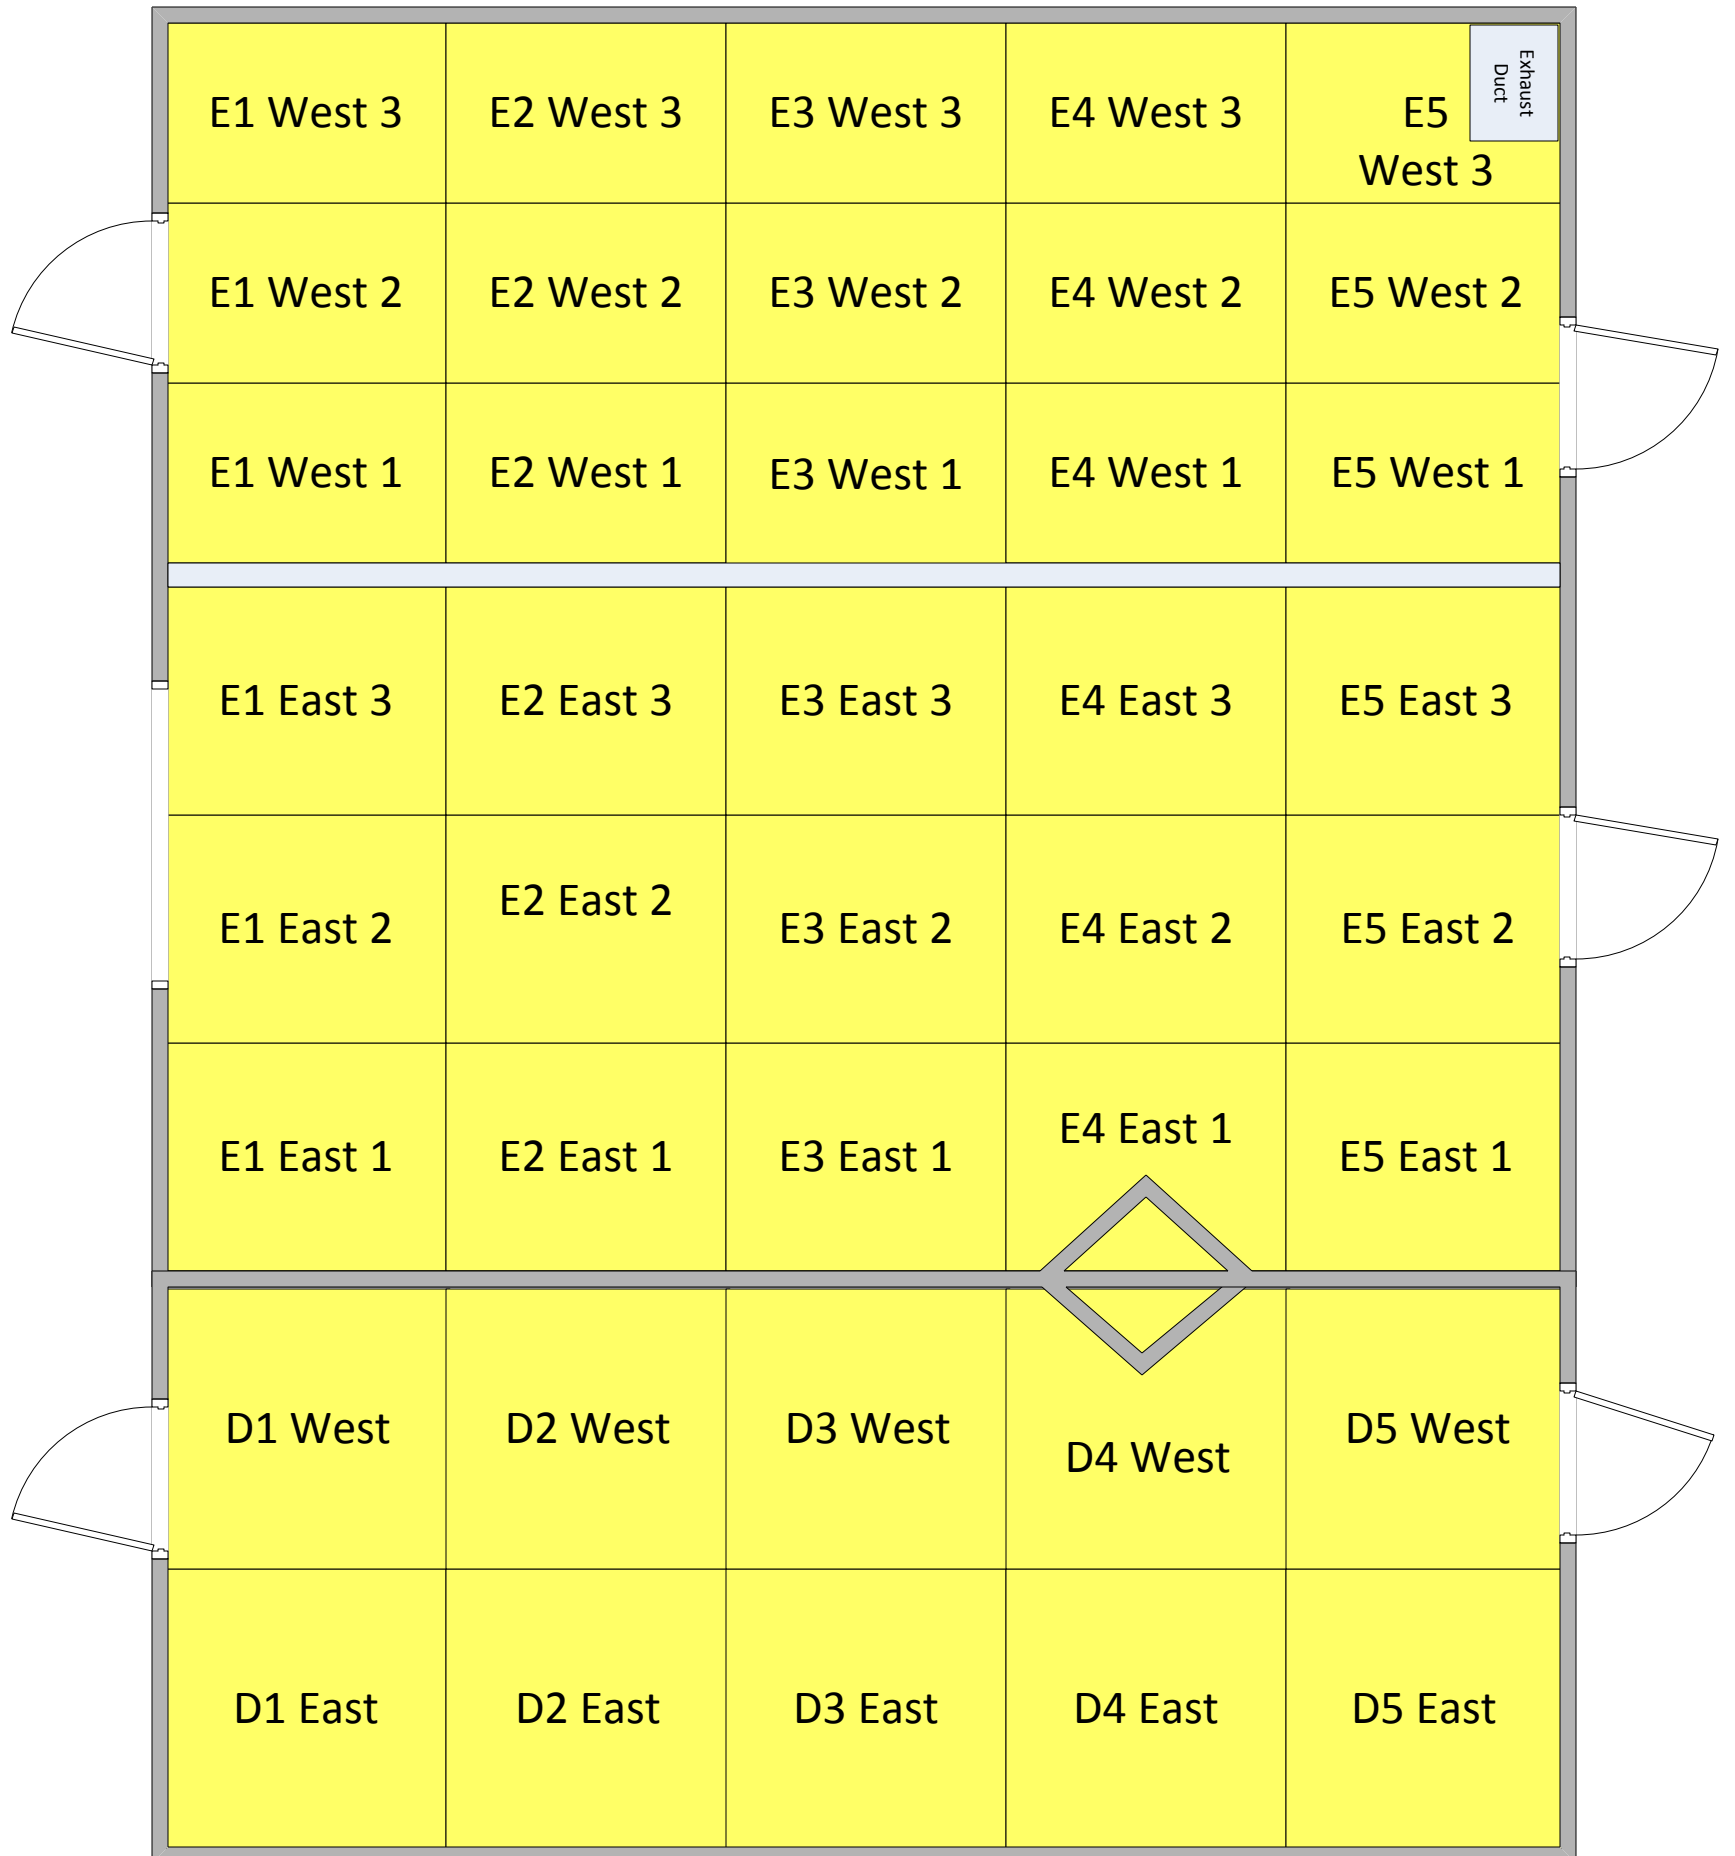 E1 West 3
E2 West 3
E3 West 3
E4 West 3
E5
West 3
Exhaust
Duct
E1 West 2
E2 West 2
E3 West 2
E4 West 2
E5 West 2
E1 West 1
E2 West 1
E3 West 1
E4 West 1
E5 West 1
E1 East 3
E2 East 3
E3 East 3
E4 East 3
E5 East 3
E1 East 2
E2 East 2
E3 East 2
E4 East 2
E5 East 2
E1 East 1
E2 East 1
E3 East 1
E4 East 1
E5 East 1
D1 West
D2 West
D3 West
D4 West
D5 West
D1 East
D2 East
D3 East
D4 East
D5 East